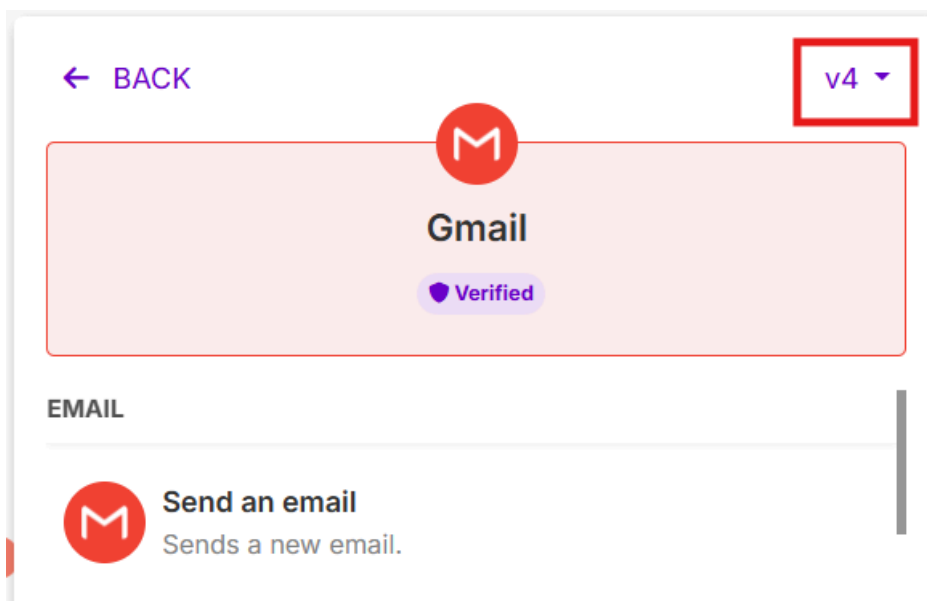 BACK
v4
Gmail
Verified
EMAIL
Send an email
Sends a new email.